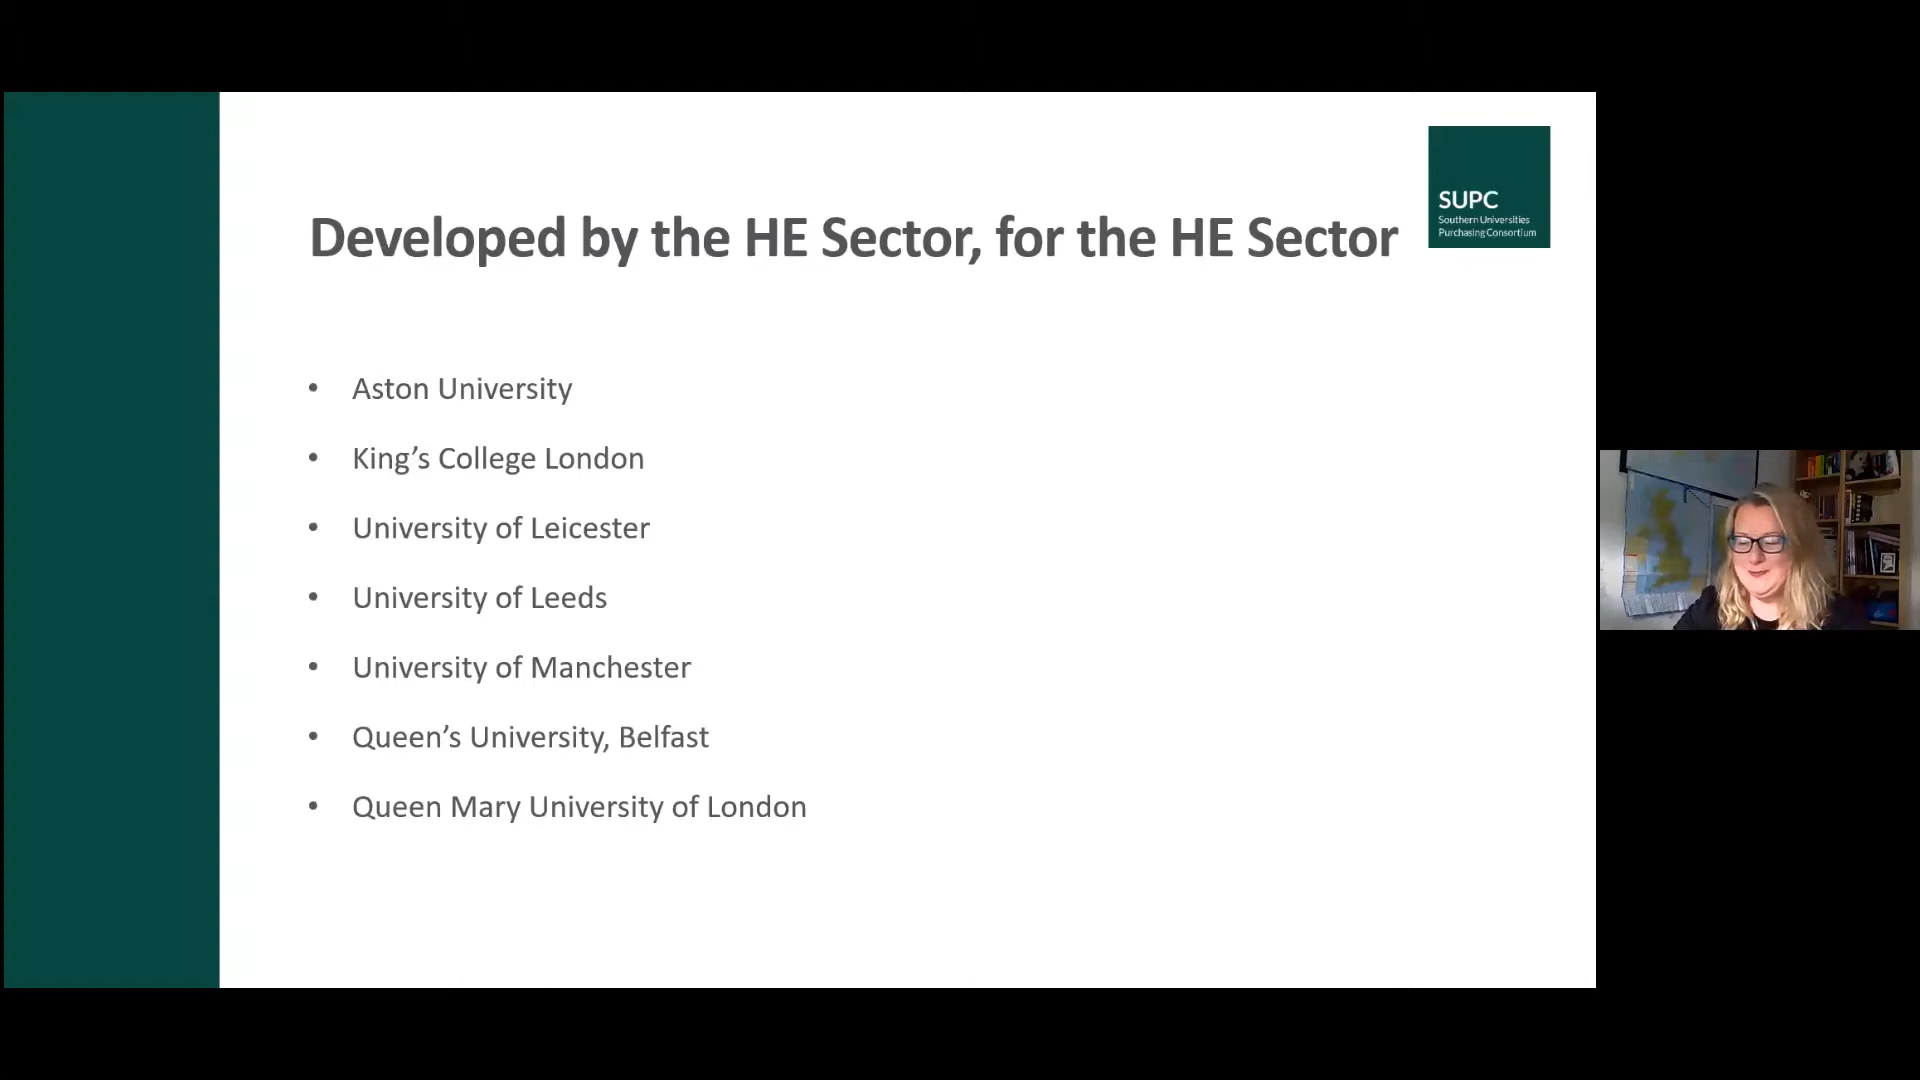 SUPC
Southern Universities
Purchasing Consortium
Developed by the HE Sector, for the HE Sector
• Aston University
• King’s College London
• University of Leicester
• University of Leeds
• University of Manchester
• Queen’s University, Belfast
• Queen Mary University of London